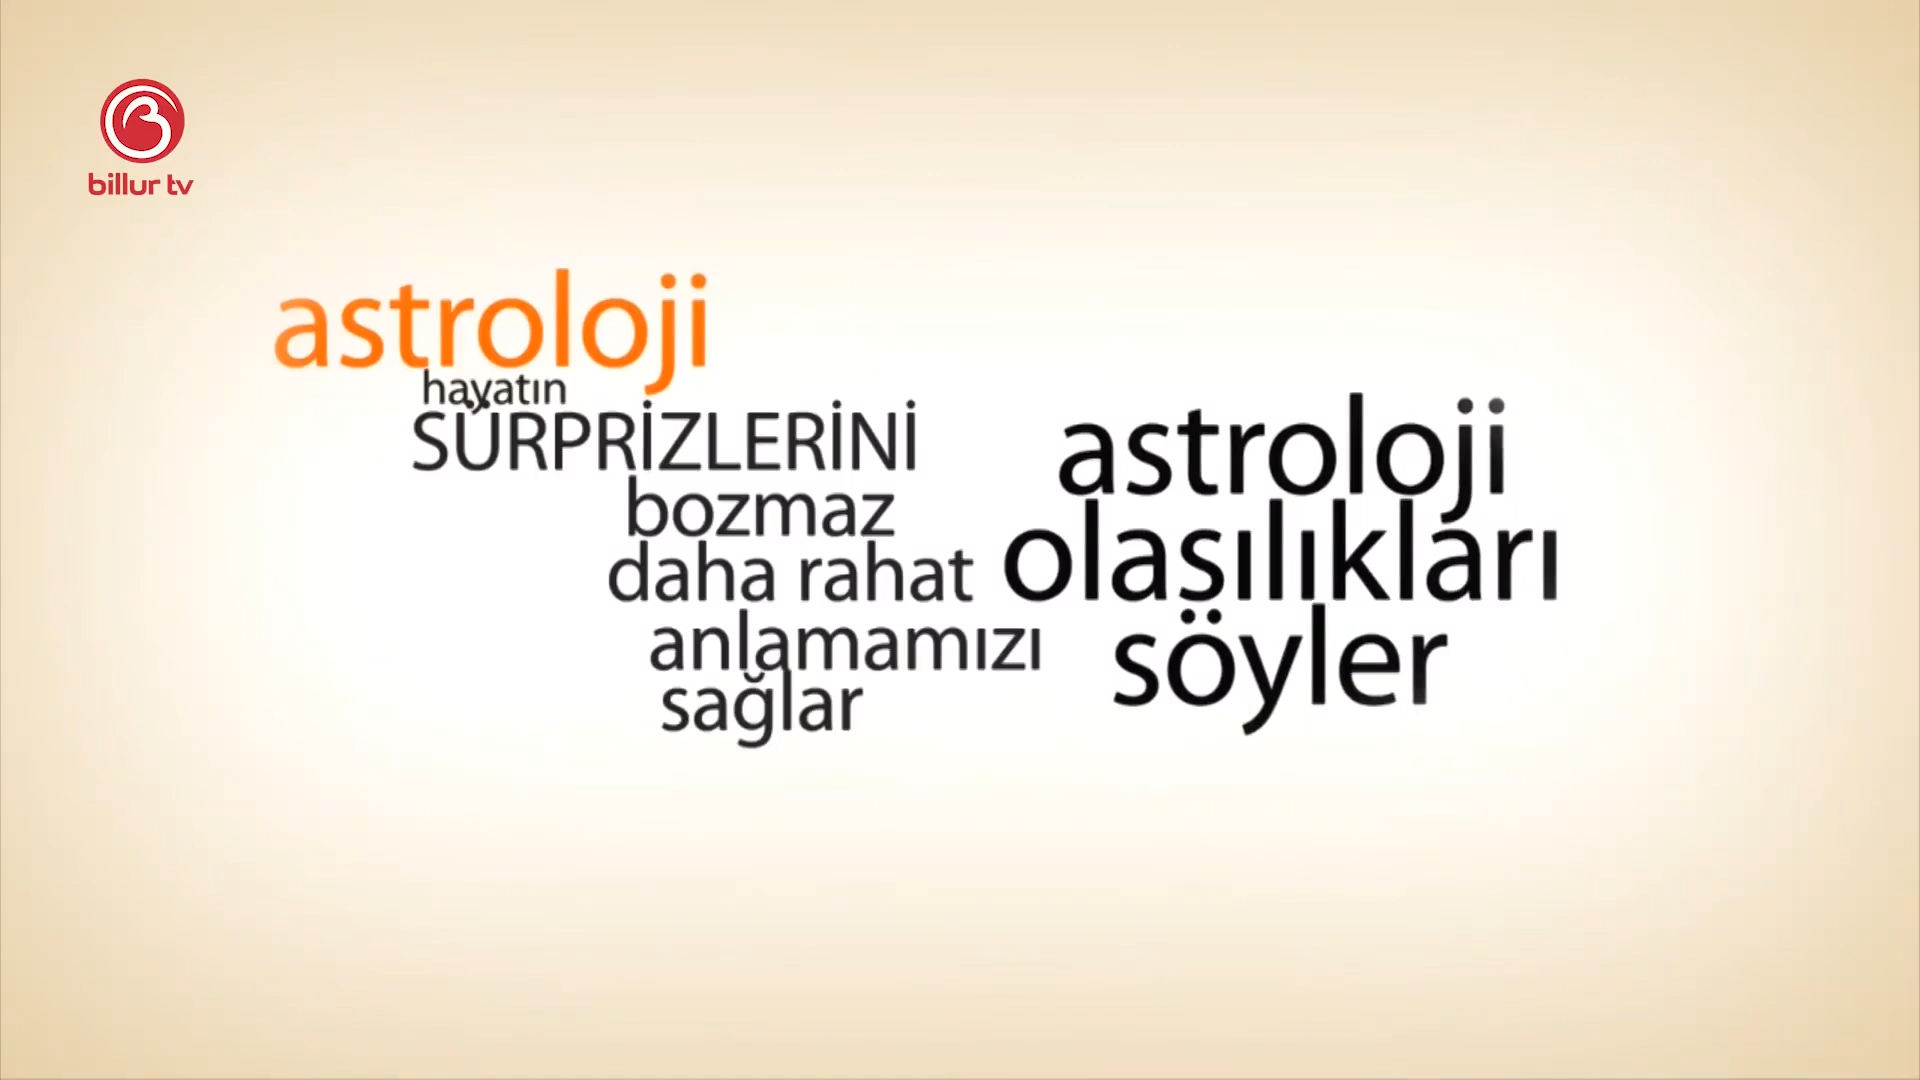 billur tv
astroloji
hayatın
SÜRPRİZLERİNİ
bozmaz
daha rahat
anlamamızı
sağlar
astroloji
olasılıkları
söyler